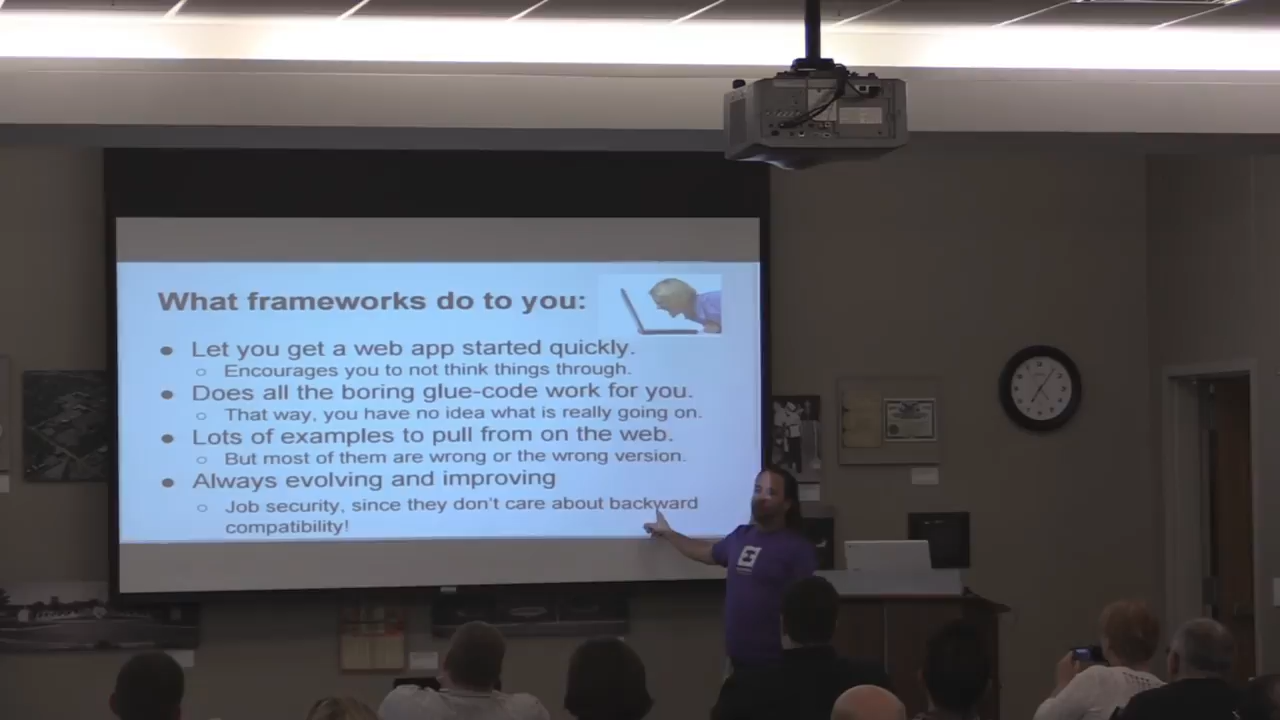 What frameworks do to you:
● Let you get a web app started quickly.
○ Encourages you to not think things through.
● Does all the boring glue-code work for you.
○ That way, you have no idea what is really going on.
● Lots of examples to pull from on the web.
○ But most of them are wrong or the wrong version.
● Always evolving and improving
○ Job security, since they don't care about backward
compatibility!